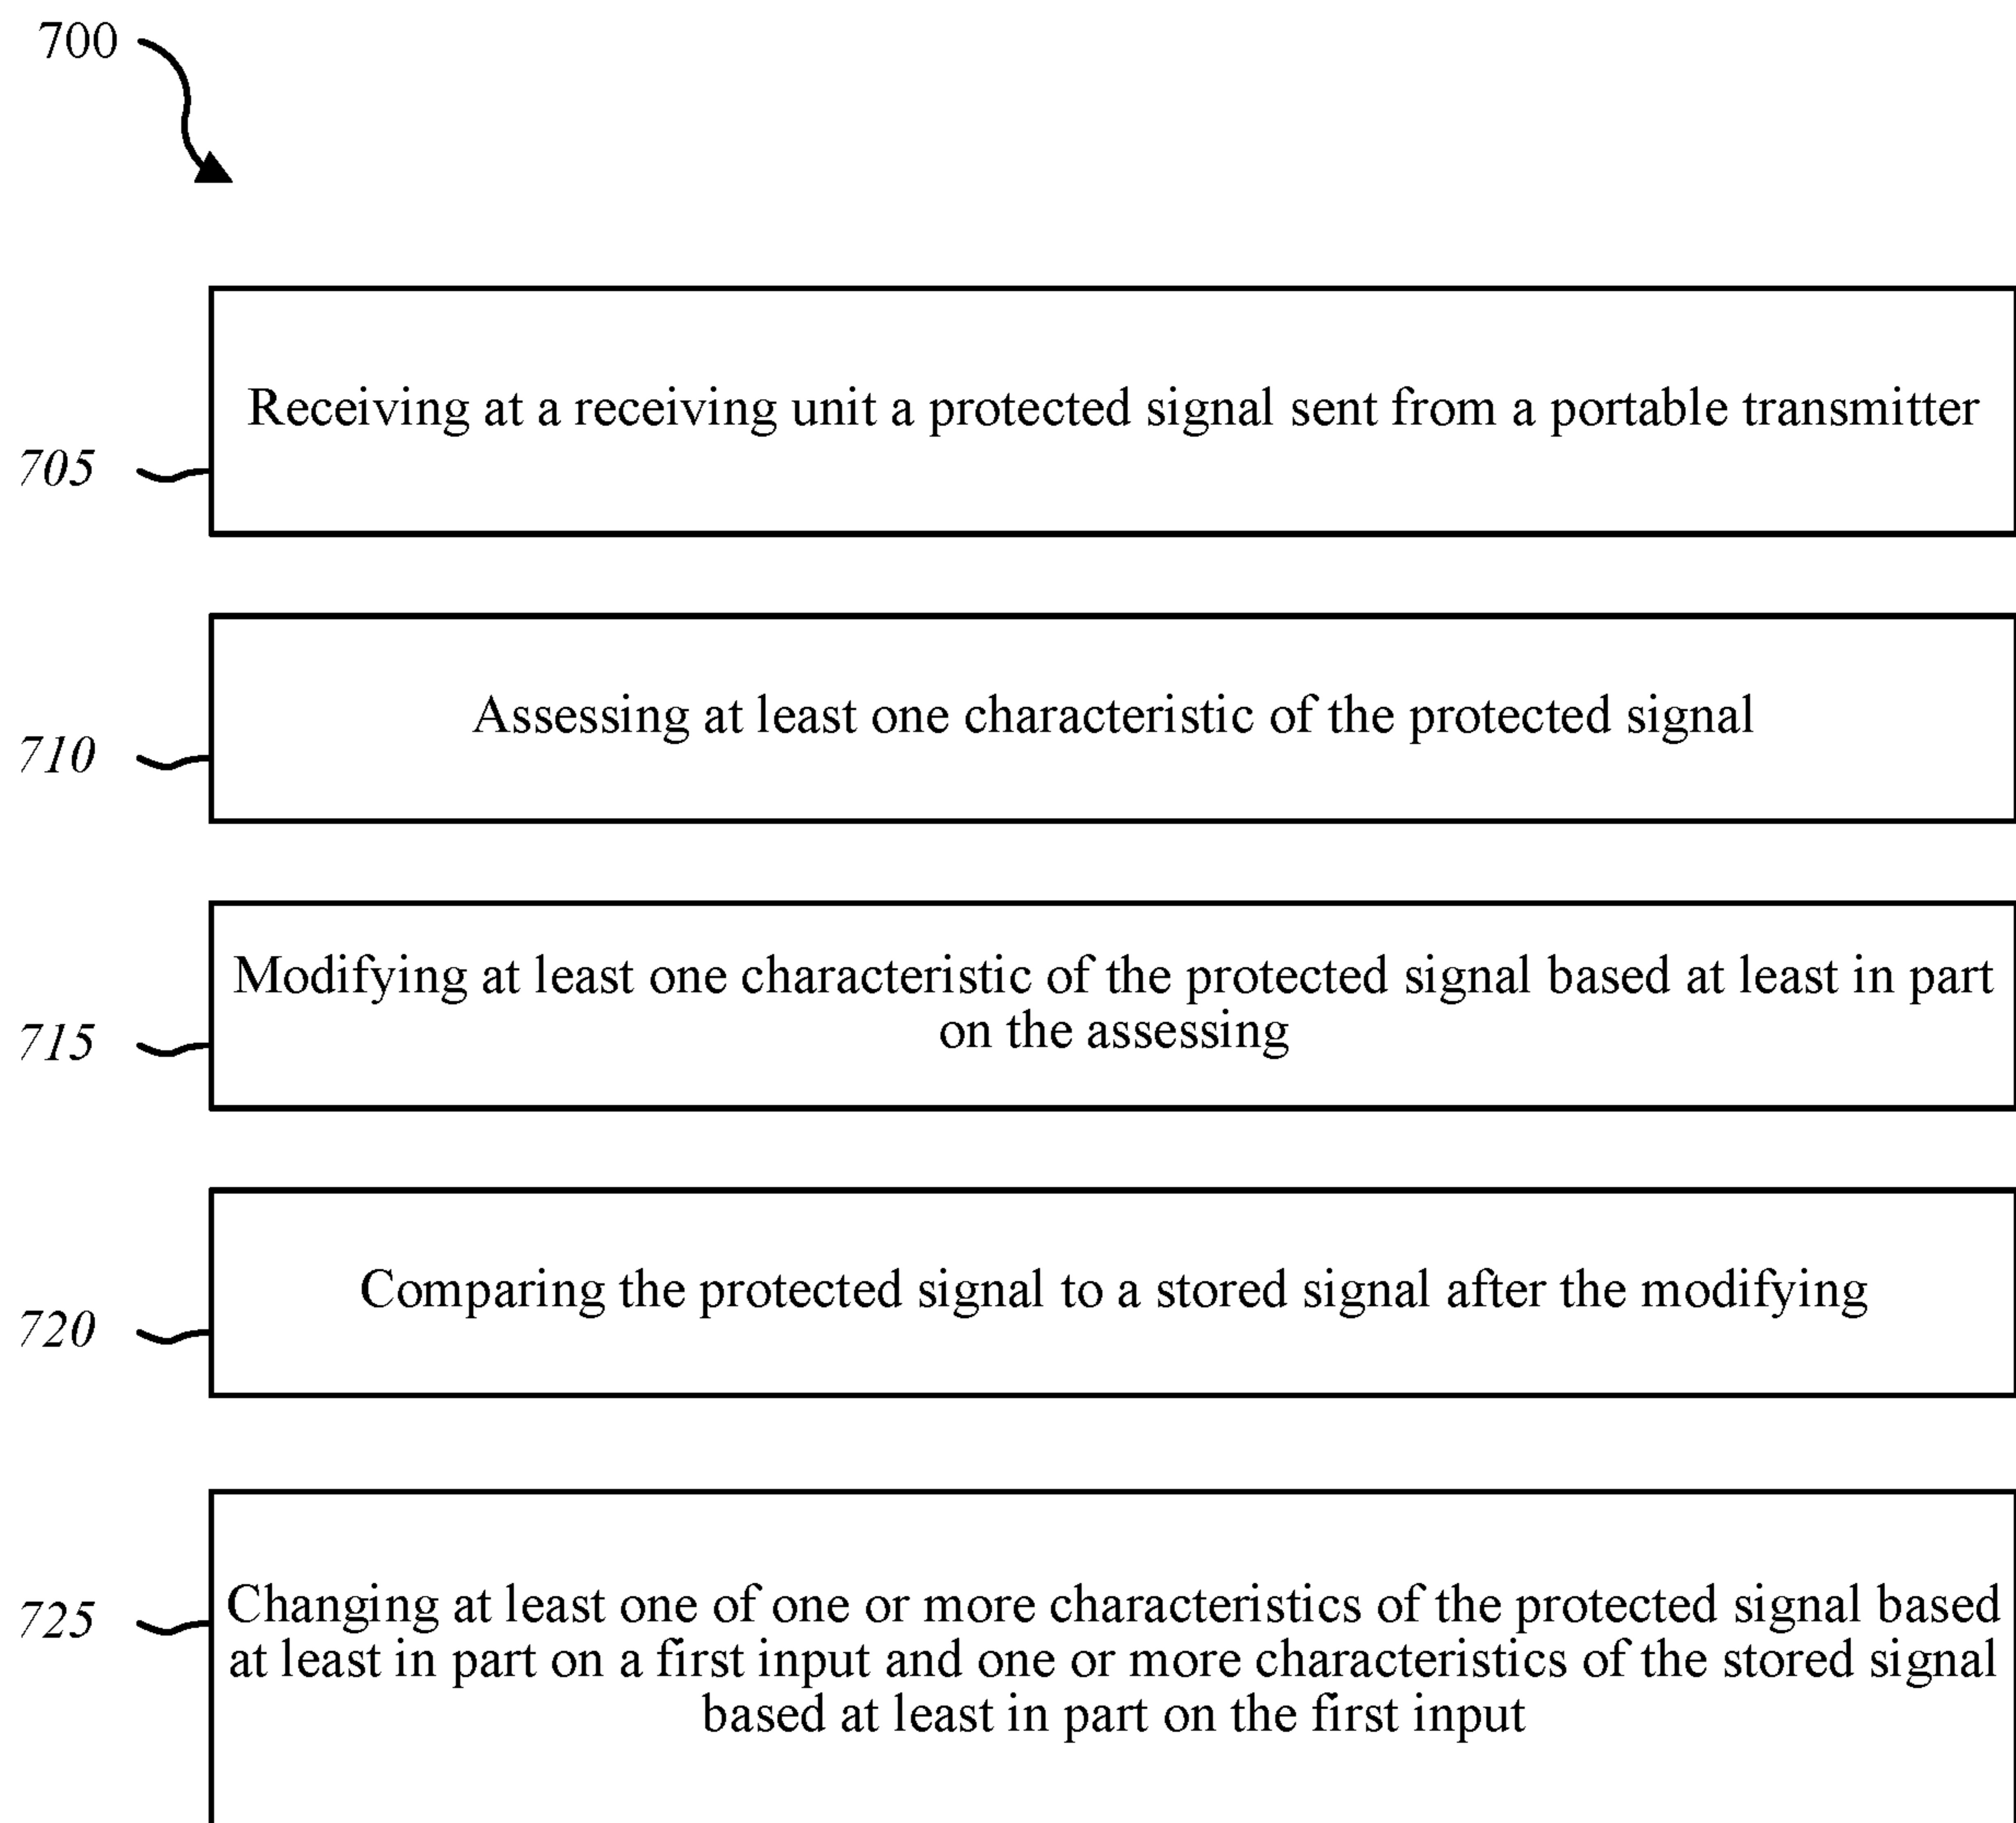 700
Receiving at a receiving unit a protected signal sent from a portable transmitter
705
Assessing at least one characteristic of the protected signal
710
Modifying at least one characteristic of the protected signal based at least in part
on the assessing
715
Comparing the protected signal to a stored signal after the modifying
720
Changing at least one of one or more characteristics of the protected signal based
at least in part on a first input and one or more characteristics of the stored signal
based at least in part on the first input
725